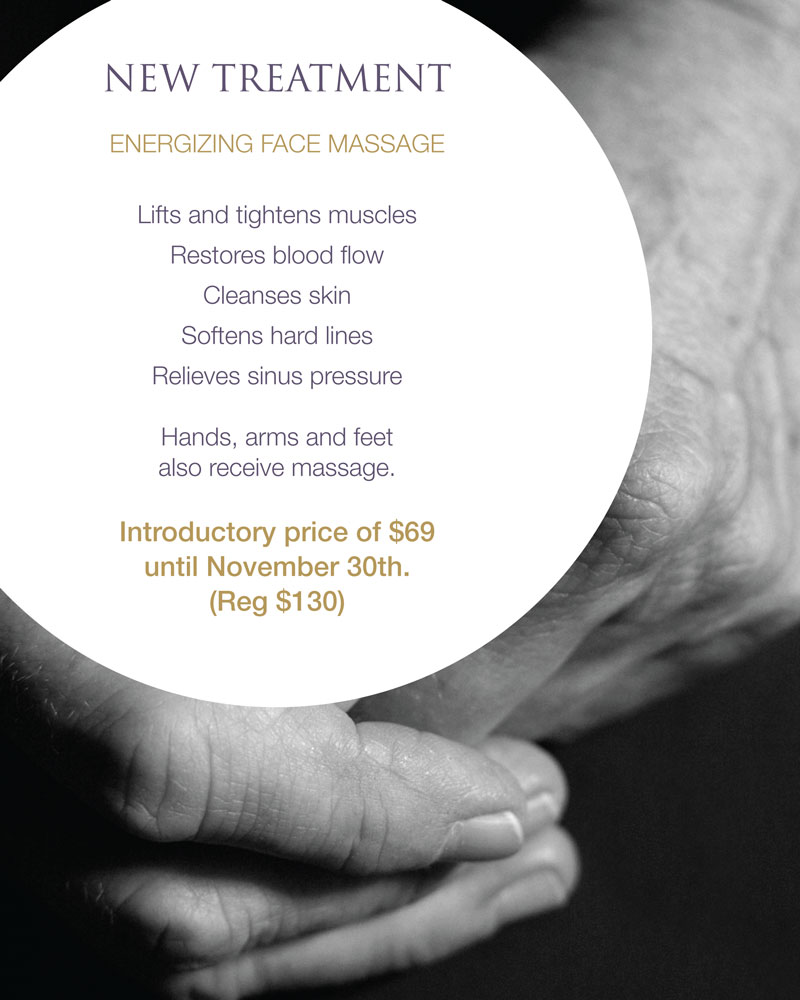 NEW TREATMENT
ENERGIZING FACE MASSAGE
Lifts and tightens muscles
Restores blood flow
Cleanses skin
Softens hard lines
Relieves sinus pressure
Hands, arms and feet
also receive massage.
Introductory price of $69
until November 30th.
(Reg $130)